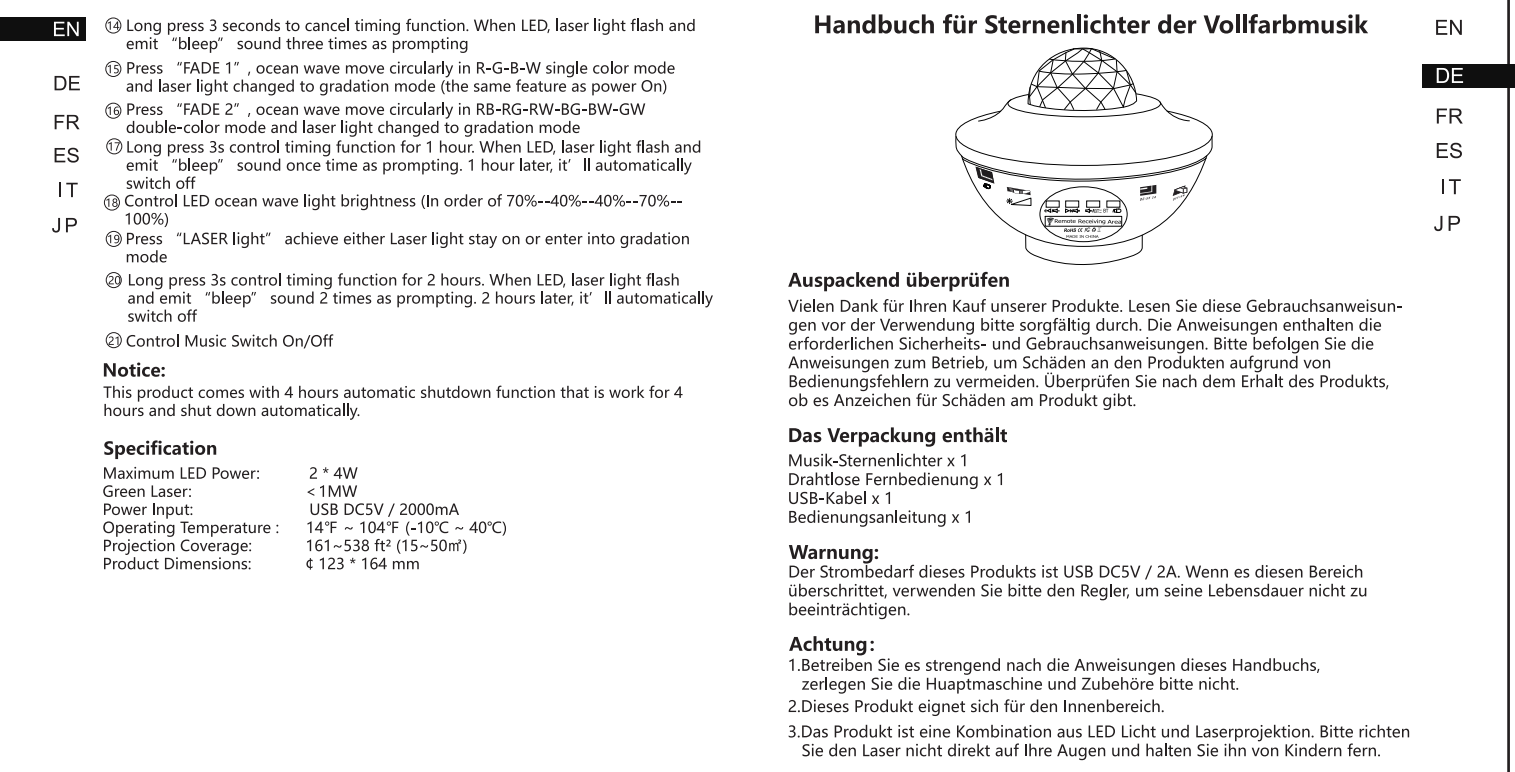 EN
DE
FR
ES
IT
JP
⑭ Long press 3 seconds to cancel timing function. When LED, laser light flash and
emit “bleep” sound three times as prompting
⑮ Press “FADE 1”, ocean wave move circularly in R-G-B-W single color mode
and laser light changed to gradation mode (the same feature as power On)
⑯ Press “FADE 2”, ocean wave move circularly in RB-RG-RW-BG-BW-GW
double-color mode and laser light changed to gradation mode
⑰ Long press 3s control timing function for 1 hour. When LED, laser light flash and
emit “bleep” sound once time as prompting. 1 hour later, it’ll automatically
switch off
⑱ Control LED ocean wave light brightness (In order of 70%--40%--40%--70%--
100%)
⑲ Press “LASER light” achieve either Laser light stay on or enter into gradation
mode
⑳ Long press 3s control timing function for 2 hours. When LED, laser light flash
and emit “bleep” sound 2 times as prompting. 2 hours later, it’ll automatically
switch off
㉑ Control Music Switch On/Off
Notice:
This product comes with 4 hours automatic shutdown function that is work for 4
hours and shut down automatically.
Specification
Maximum LED Power: 2 * 4W
Green Laser: < 1MW
Power Input: USB DC5V / 2000mA
Operating Temperature : 14℉ ~ 104℉ (-10℃ ~ 40℃)
Projection Coverage: 161~538 ft² (15~50㎡)
Product Dimensions: ¢ 123 * 164 mm
Handbuch für Sternenlichter der Vollfarbmusik
Remote Receiving Area
RoHS
MADE IN CHINA
Auspackend überprüfen
Vielen Dank für Ihren Kauf unserer Produkte. Lesen Sie diese Gebrauchsanweisun-
gen vor der Verwendung bitte sorgfältig durch. Die Anweisungen enthalten die
erforderlichen Sicherheits- und Gebrauchsanweisungen. Bitte befolgen Sie die
Anweisungen zum Betrieb, um Schäden an den Produkten aufgrund von
Bedienungsfehlern zu vermeiden. Überprüfen Sie nach dem Erhalt des Produkts,
ob es Anzeichen für Schäden am Produkt gibt.
Das Verpackung enthält
Musik-Sternenlichter x 1
Drahtlose Fernbedienung x 1
USB-Kabel x 1
Bedienungsanleitung x 1
Warnung:
Der Strombedarf dieses Produkts ist USB DC5V / 2A. Wenn es diesen Bereich
überschrittet, verwenden Sie bitte den Regler, um seine Lebensdauer nicht zu
beeinträchtigen.
Achtung:
1.Betreiben Sie es strengend nach die Anweisungen dieses Handbuchs,
zerlegen Sie die Huaptmaschine und Zubehöre bitte nicht.
2.Dieses Produkt eignet sich für den Innenbereich.
3.Das Produkt ist eine Kombination aus LED Licht und Laserprojektion. Bitte richten
Sie den Laser nicht direkt auf Ihre Augen und halten Sie ihn von Kindern fern.
EN
DE
FR
ES
IT
JP